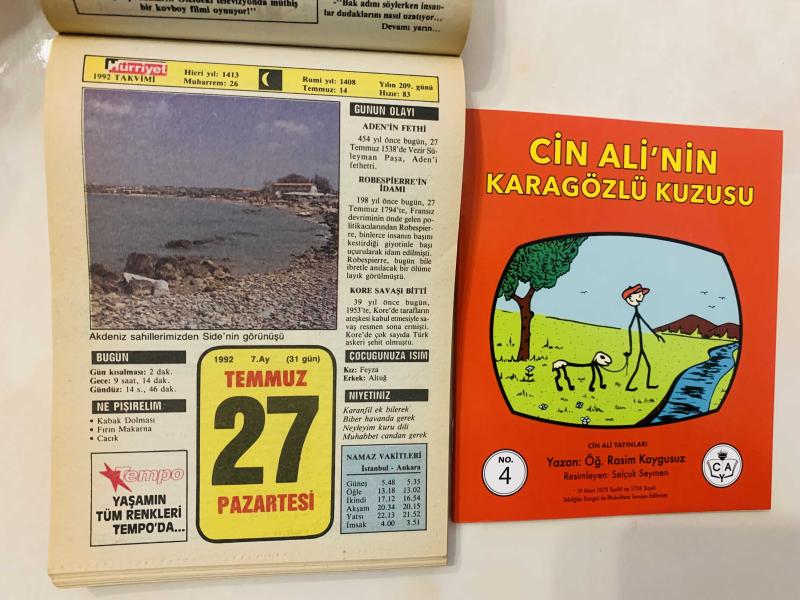 bir kovboy filmi oynuyor!"
"Bak adını söylerken insan-
lar dudaklarını nasıl uzatıyor...
Devamı yarın...
Hürriyet
1992 TAKVİMİ
Hicri yıl: 1413
Muharrem: 26
Rumi yıl: 1408
Temmuz: 14
Yılın 209. günü
Hızır: 83
Akdeniz sahillerimizden Side'nin görünüşü
GÜNÜN OLAYI
ADEN'İN FETHİ
454 yıl önce bugün, 27
Temmuz 1538'de Vezir Sü-
leyman Paşa, Aden'i
fethetti.
ROBESPİERRE'İN
İDAMI
198 yıl önce bugün, 27
Temmuz 1794'te, Fransız
devriminin önde gelen po-
litikacılarından Robespier-
re, binlerce insanın başını
kestirdiği giyotinle başı
uçurularak idam edilmişti.
Robespierre, bugün bile
ibretle anılacak bir ölüme
layık görülmüştü.
KORE SAVAŞI BİTTİ
39 yıl önce bugün,
1953'te, Kore'de tarafların
ateşkesi kabul etmesiyle sa-
vaş resmen sona ermişti.
Kore'de çok sayıda Türk
askeri şehit olmuştu.
BUGÜN
Gün kısalması: 2 dak.
Gece: 9 saat, 14 dak.
Gündüz: 14 s., 46 dak.
NE PİŞİRELİM
• Kabak Dolması
• Fırın Makarna
• Cacık
Tempo
YAŞAMIN
TÜM RENKLERİ
TEMPO'DA...
1992 7.Ay (31 gün)
TEMMUZ
27
PAZARTESİ
ÇOCUĞUNUZA İSİM
Kız: Feyza
Erkek: Altuğ
NİYETİNİZ
Karanfil ek bilerek
Biber havanda gerek
Neyleyim kuru dili
Muhabbet candan gerek
NAMAZ VAKİTLERİ
İstanbul - Ankara
Güneş 5.48 5.35
Öğle 13.18 13.02
İkindi 17.12 16.54
Akşam 20.34 20.15
Yatsı 22.13 21.52
İmsak 4.00 3.51
CİN ALİ'NİN
KARAGÖZLÜ KUZUSU
CİN ALİ YAYINLARI
NO.
4
Yazan: Öğ. Rasim Kaygusuz
Resimleyen: Selçuk Seymen
C A Y